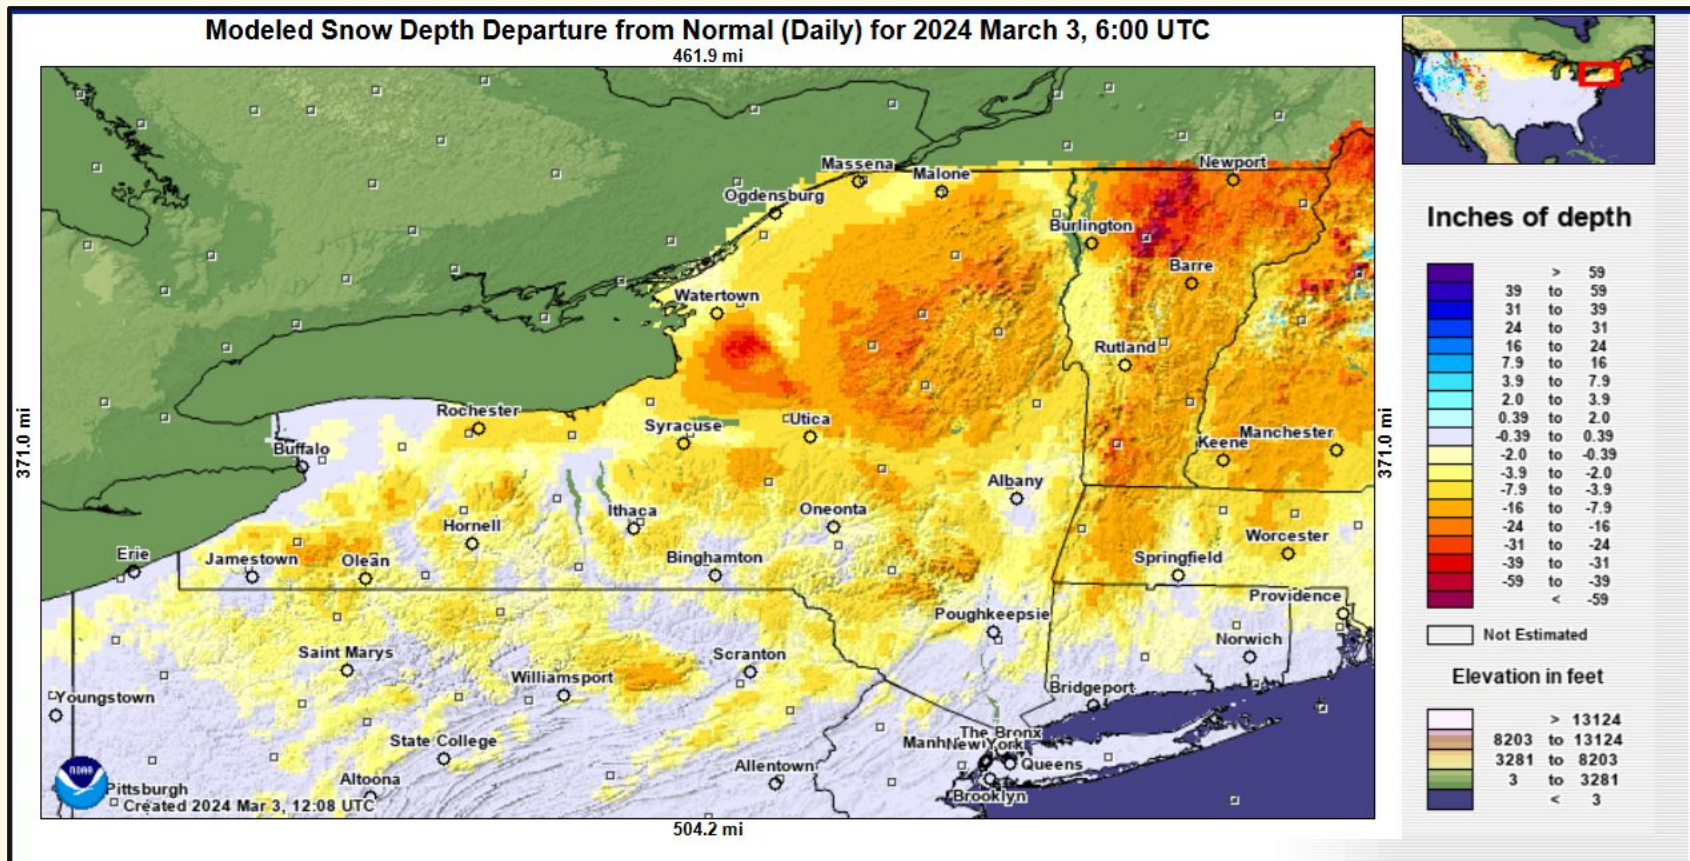 Modeled Snow Depth Departure from Normal (Daily) for 2024 March 3, 6:00 UTC
461.9 mi
Massena
Malone
Newport
Ogdensburg
Burlington
Barre
Watertown
Rutland
Rochester
Syracuse
Utica
Keene
Manchester
Buffalo
371.0 mi
371.0 mi
Albany
Ithaca
Oneonta
Hornell
Worcester
Erie
Jamestown
Olean
Binghamton
Springfield
Providence
Poughkeepsie
Norwich
Saint Marys
Scranton
Williamsport
Youngstown
Bridgeport
State College
The Bronx
Manh
New York
Allentown
Queens
Altoona
Pittsburgh
Brooklyn
NOAA
Created 2024 Mar 3, 12:08 UTC
504.2 mi
Inches of depth
> 59
39 to 59
31 to 39
24 to 31
16 to 24
7.9 to 16
3.9 to 7.9
2.0 to 3.9
0.39 to 2.0
-0.39 to 0.39
-2.0 to -0.39
-3.9 to -2.0
-7.9 to -3.9
-16 to -7.9
-24 to -16
-31 to -24
-39 to -31
-59 to -39
< -59
Not Estimated
Elevation in feet
> 13124
8203 to 13124
3281 to 8203
3 to 3281
< 3